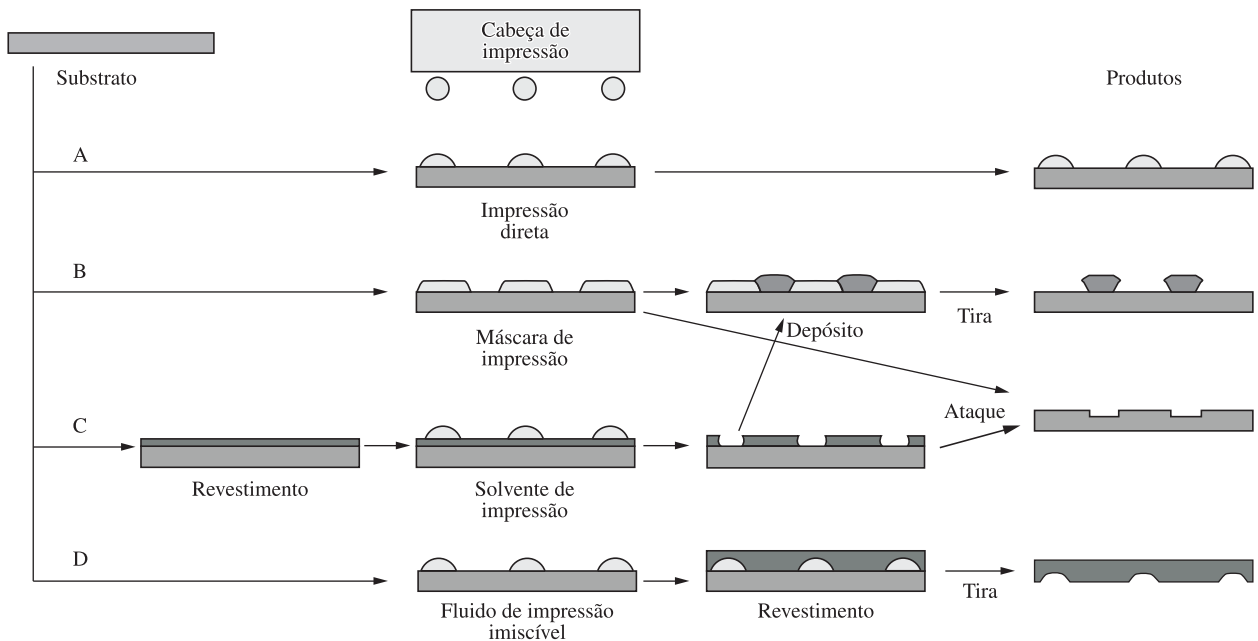 Cabeça de
impressão
Substrato
Produtos
A
Impressão
direta
B
Máscara de
impressão
Depósito
Tira
C
Revestimento
Solvente de
impressão
Ataque
D
Fluido de impressão
imiscível
Revestimento
Tira